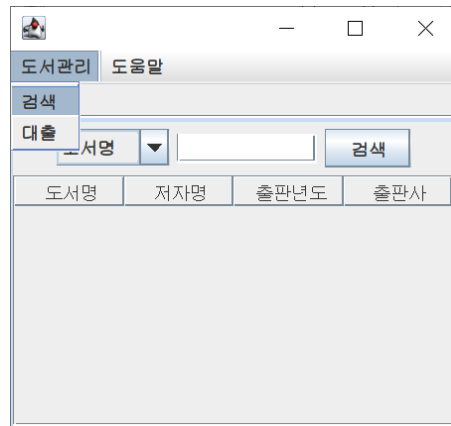 도서관리 도움말
검색
대출
도서명 검색
도서명 저자명 출판년도 출판사